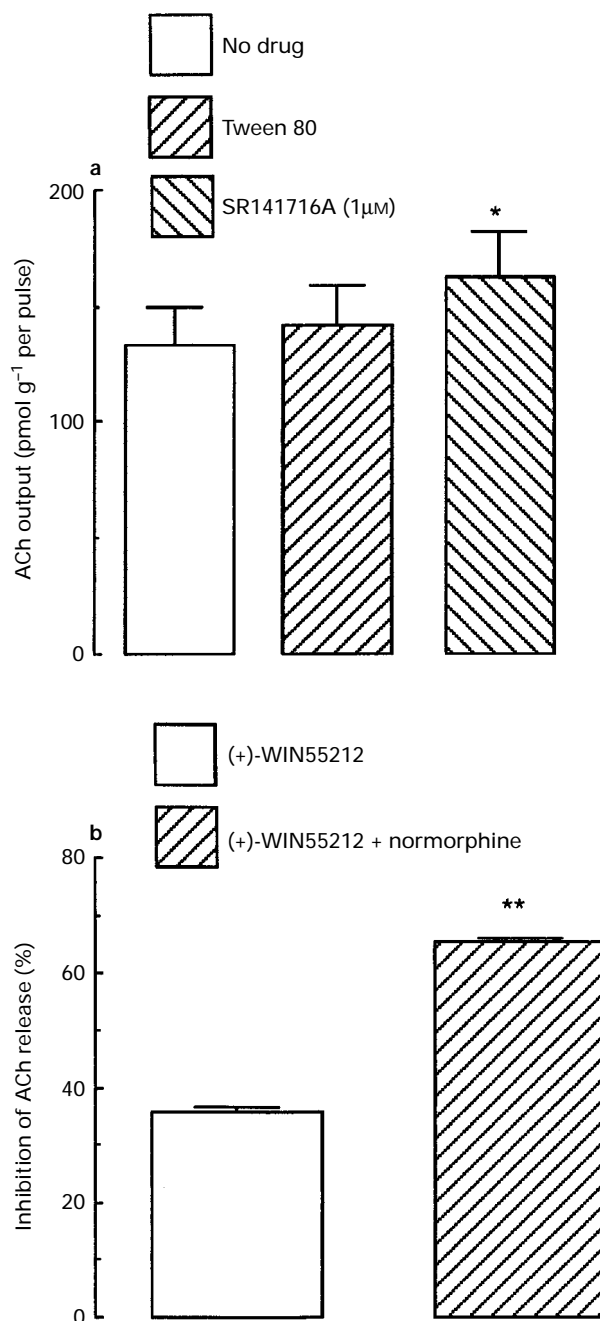 No drug
Tween 80
a
SR141716A (1μM)
200
*
100
0
ACh output (pmol g⁻¹ per pulse)
(+)-WIN55212
(+)-WIN55212 + normorphine
b
80
**
60
40
20
0
Inhibition of ACh release (%)